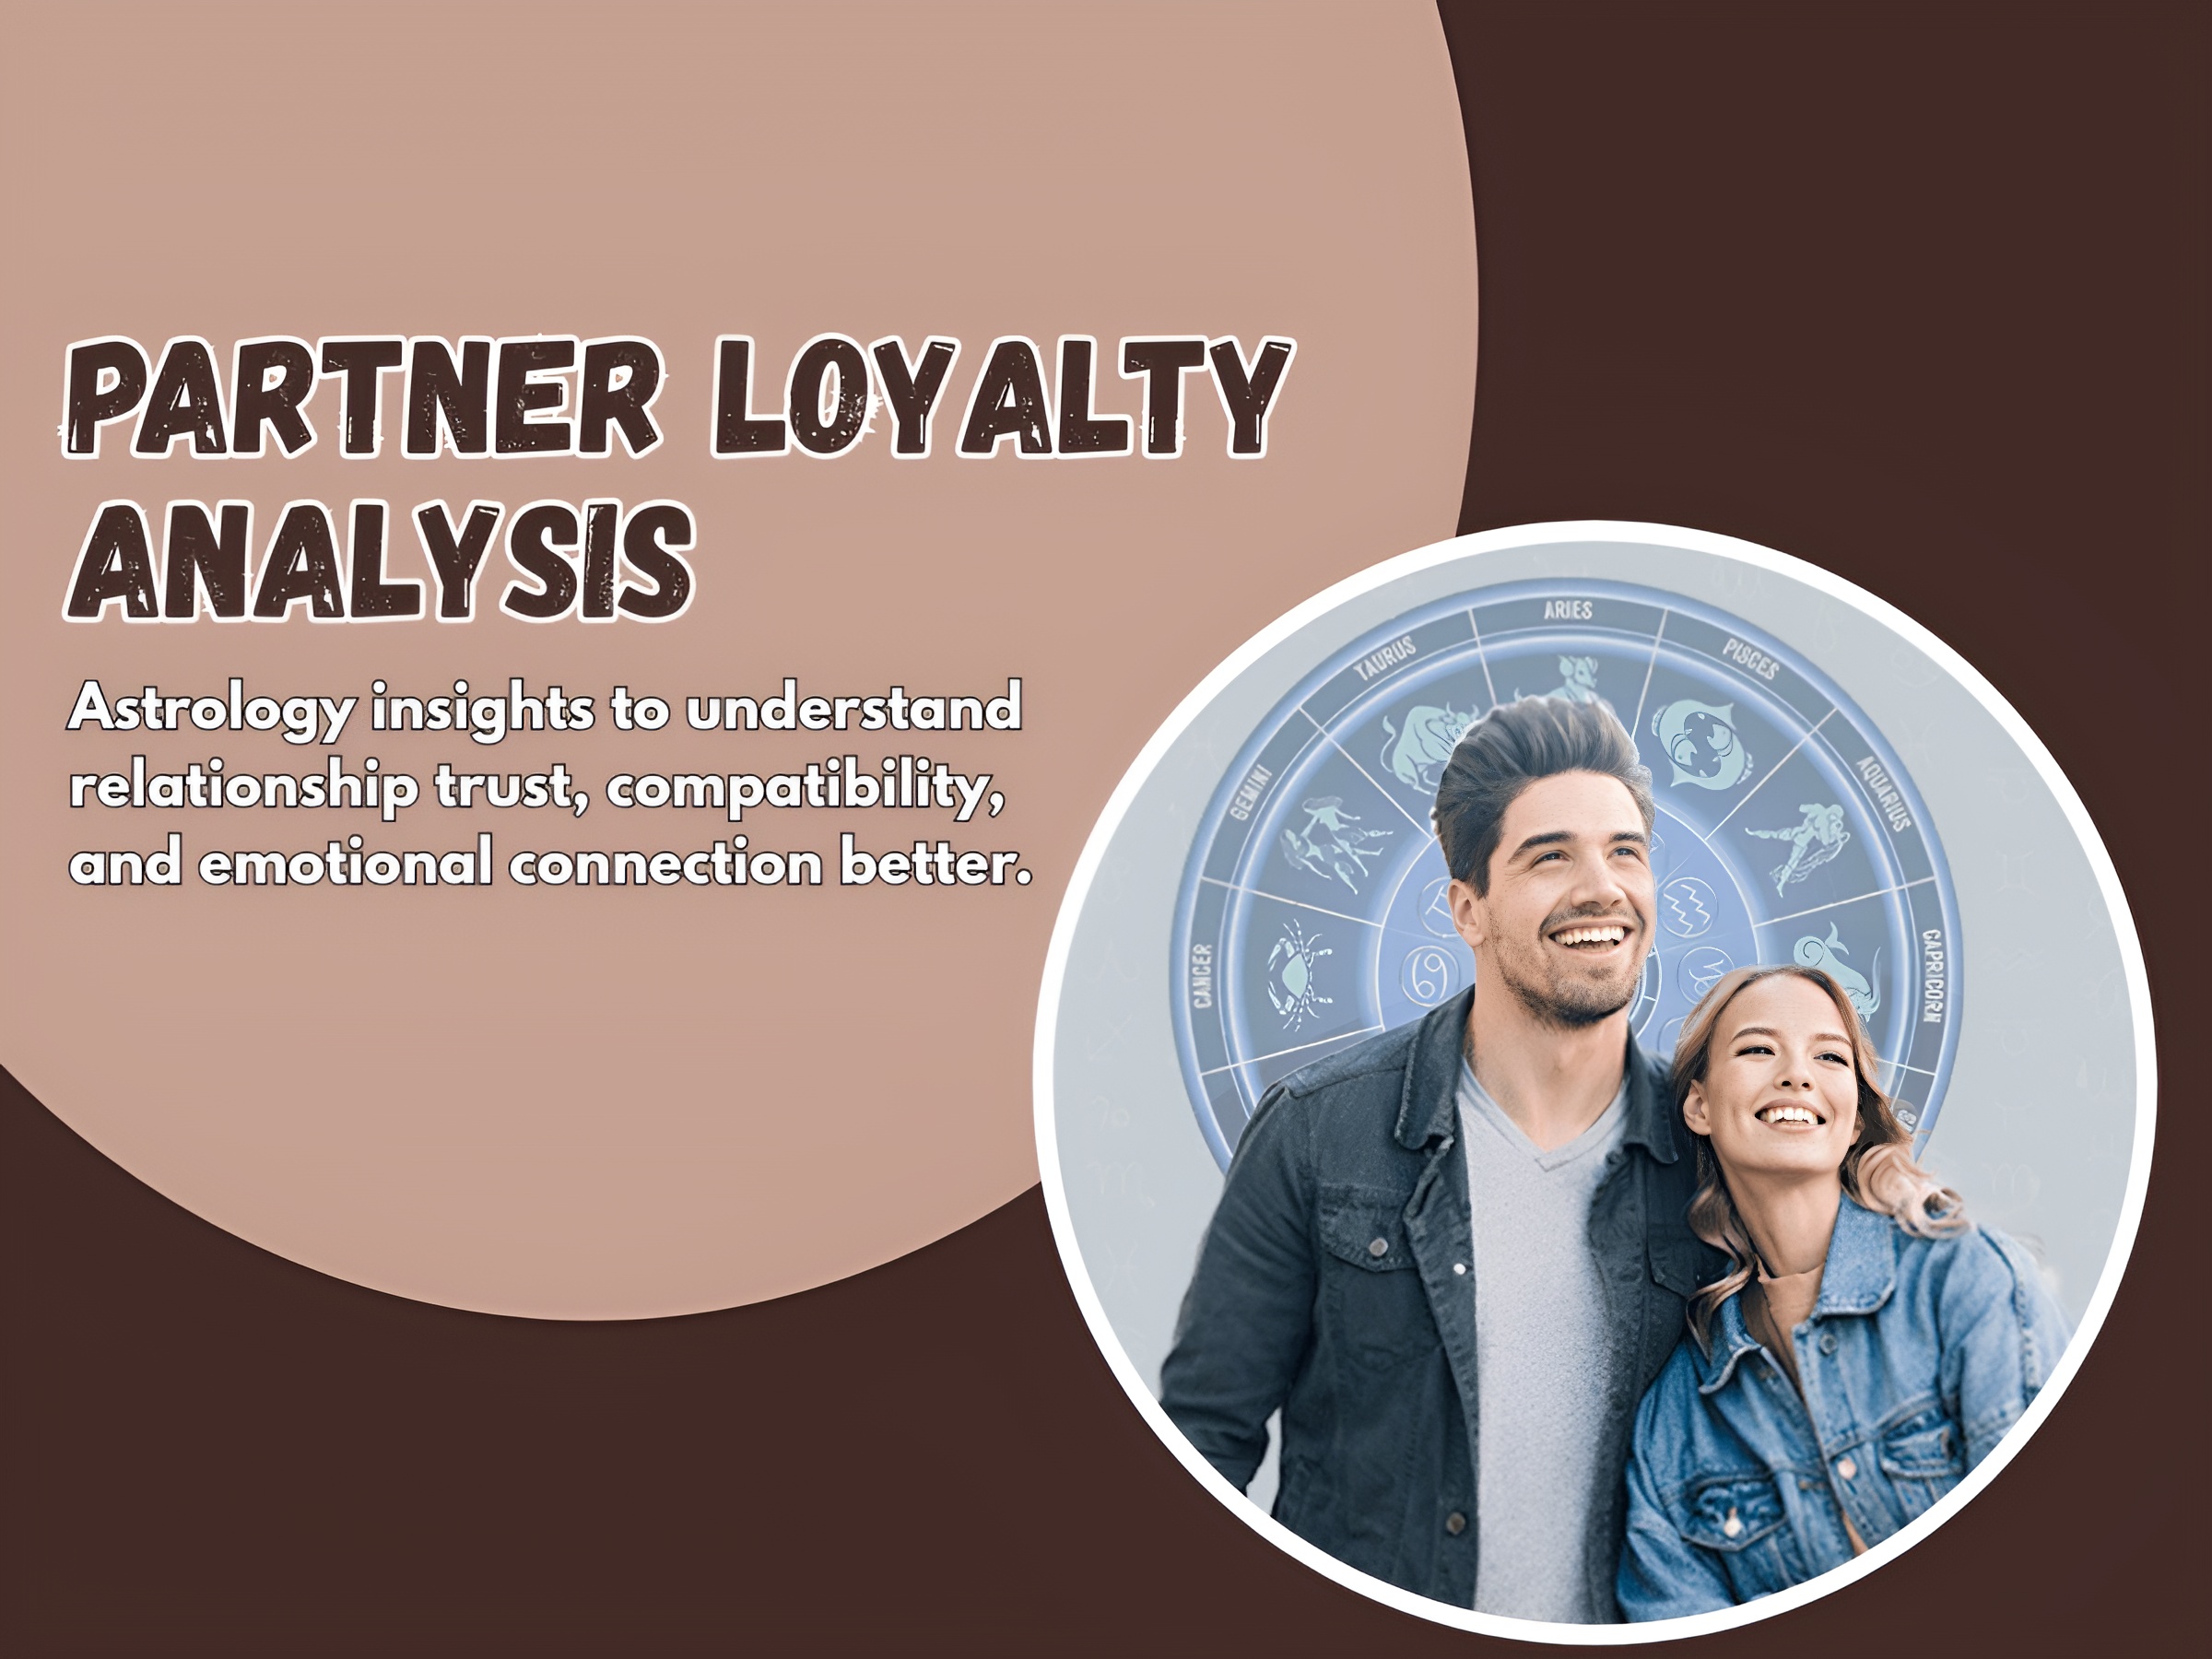 PARTNER LOYALTY
ANALYSIS
Astrology insights to understand
relationship trust, compatibility,
and emotional connection better.
ARIES
TAURUS
PISCES
GEMINI
AQUARIUS
CANCER
CAPRICORN